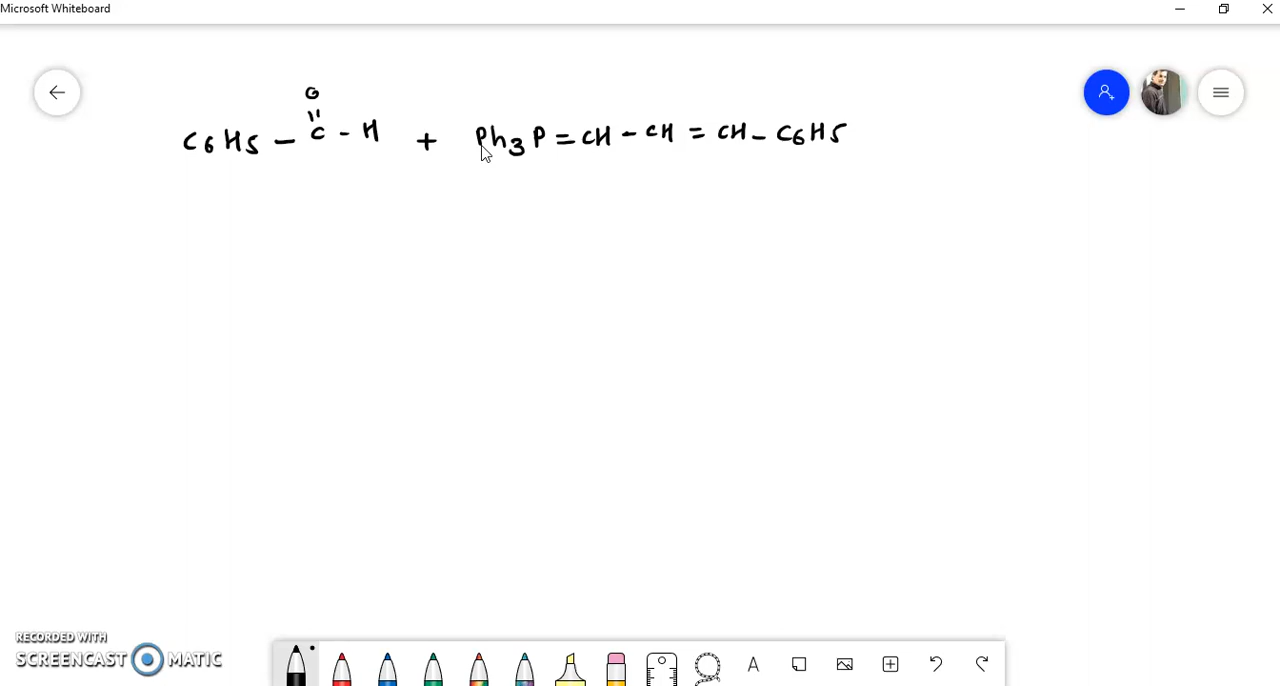 Microsoft Whiteboard
O
C6H5 - C - H + Ph3P = CH - CH = CH - C6H5
RECORDED WITH
SCREENCAST MATIC